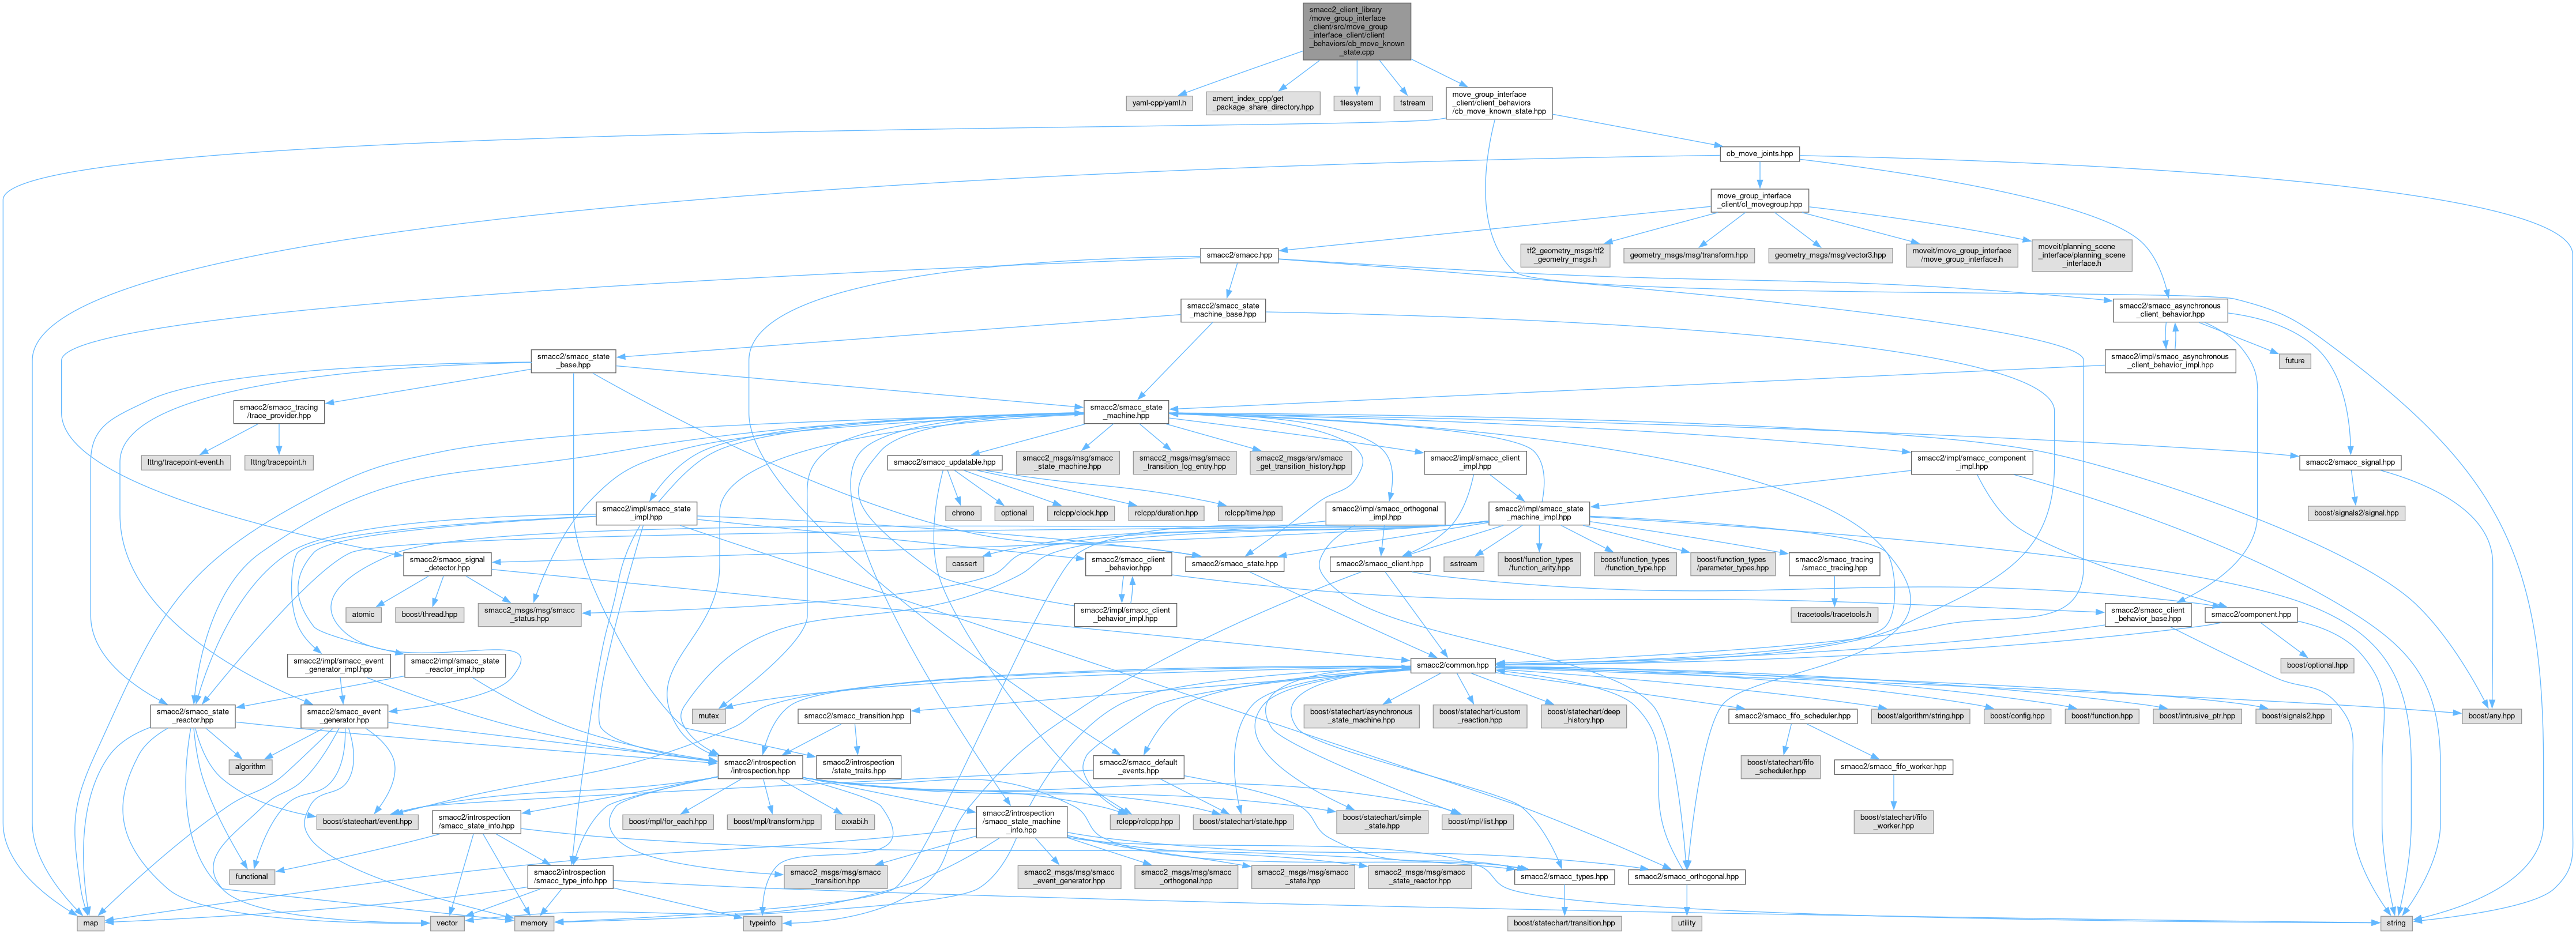 smacc2_client_library
/move_group_interface
_client/src/move_group
_interface_client/client
_behaviors/cb_move_known
_state.cpp
yaml-cpp/yaml.h
ament_index_cpp/get
_package_share_directory.hpp
filesystem
fstream
move_group_interface
_client/client_behaviors
/cb_move_known_state.hpp
cb_move_joints.hpp
move_group_interface
_client/cl_movegroup.hpp
smacc2/smacc.hpp
tf2_geometry_msgs/tf2
_geometry_msgs.h
geometry_msgs/msg/transform.hpp
geometry_msgs/msg/vector3.hpp
moveit/move_group_interface
/move_group_interface.h
moveit/planning_scene
_interface/planning_scene
_interface.h
smacc2/smacc_state
_machine_base.hpp
smacc2/smacc_asynchronous
_client_behavior.hpp
smacc2/smacc_state
_base.hpp
smacc2/impl/smacc_asynchronous
_client_behavior_impl.hpp
future
smacc2/smacc_tracing
/trace_provider.hpp
smacc2/smacc_state
_machine.hpp
lttng/tracepoint-event.h
lttng/tracepoint.h
smacc2/smacc_updatable.hpp
smacc2_msgs/msg/smacc
_state_machine.hpp
smacc2_msgs/msg/smacc
_transition_log_entry.hpp
smacc2_msgs/srv/smacc
_get_transition_history.hpp
smacc2/impl/smacc_client
_impl.hpp
smacc2/impl/smacc_component
_impl.hpp
smacc2/smacc_signal.hpp
smacc2/impl/smacc_state
_impl.hpp
chrono
optional
rclcpp/clock.hpp
rclcpp/duration.hpp
rclcpp/time.hpp
smacc2/impl/smacc_orthogonal
_impl.hpp
smacc2/impl/smacc_state
_machine_impl.hpp
boost/signals2/signal.hpp
smacc2/smacc_signal
_detector.hpp
cassert
smacc2/smacc_client
_behavior.hpp
smacc2/smacc_state.hpp
smacc2/smacc_client.hpp
sstream
boost/function_types
/function_arity.hpp
boost/function_types
/function_type.hpp
boost/function_types
/parameter_types.hpp
smacc2/smacc_tracing
/smacc_tracing.hpp
atomic
boost/thread.hpp
smacc2_msgs/msg/smacc
_status.hpp
smacc2/impl/smacc_client
_behavior_impl.hpp
tracetools/tracetools.h
smacc2/smacc_client
_behavior_base.hpp
smacc2/component.hpp
smacc2/impl/smacc_event
_generator_impl.hpp
smacc2/impl/smacc_state
_reactor_impl.hpp
smacc2/common.hpp
boost/optional.hpp
smacc2/smacc_state
_reactor.hpp
smacc2/smacc_event
_generator.hpp
mutex
smacc2/smacc_transition.hpp
boost/statechart/asynchronous
_state_machine.hpp
boost/statechart/custom
_reaction.hpp
boost/statechart/deep
_history.hpp
smacc2/smacc_fifo_scheduler.hpp
boost/algorithm/string.hpp
boost/config.hpp
boost/function.hpp
boost/intrusive_ptr.hpp
boost/signals2.hpp
boost/any.hpp
algorithm
smacc2/introspection
/introspection.hpp
smacc2/introspection
/state_traits.hpp
smacc2/smacc_default
_events.hpp
boost/statechart/fifo
_scheduler.hpp
smacc2/smacc_fifo_worker.hpp
boost/statechart/event.hpp
smacc2/introspection
/smacc_state_info.hpp
boost/mpl/for_each.hpp
boost/mpl/transform.hpp
cxxabi.h
smacc2/introspection
/smacc_state_machine
_info.hpp
rclcpp/rclcpp.hpp
boost/statechart/state.hpp
boost/statechart/simple
_state.hpp
boost/mpl/list.hpp
boost/statechart/fifo
_worker.hpp
functional
smacc2/introspection
/smacc_type_info.hpp
smacc2_msgs/msg/smacc
_transition.hpp
smacc2_msgs/msg/smacc
_event_generator.hpp
smacc2_msgs/msg/smacc
_orthogonal.hpp
smacc2_msgs/msg/smacc
_state.hpp
smacc2_msgs/msg/smacc
_state_reactor.hpp
smacc2/smacc_types.hpp
smacc2/smacc_orthogonal.hpp
map
vector
memory
typeinfo
boost/statechart/transition.hpp
utility
string